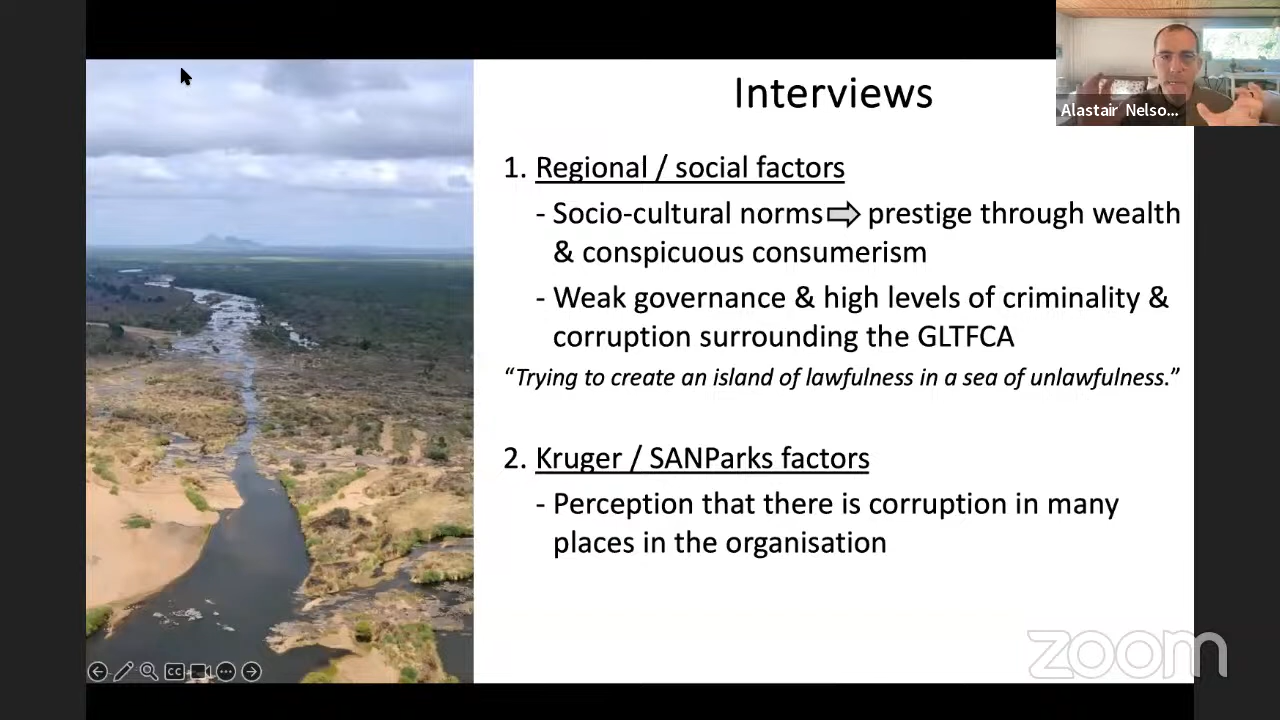 Interviews
Alastair Nelso...
1. Regional / social factors
- Socio-cultural norms⇨ prestige through wealth
& conspicuous consumerism
- Weak governance & high levels of criminality &
corruption surrounding the GLTFCA
“Trying to create an island of lawfulness in a sea of unlawfulness.”
2. Kruger / SANParks factors
- Perception that there is corruption in many
places in the organisation
CC
zoom